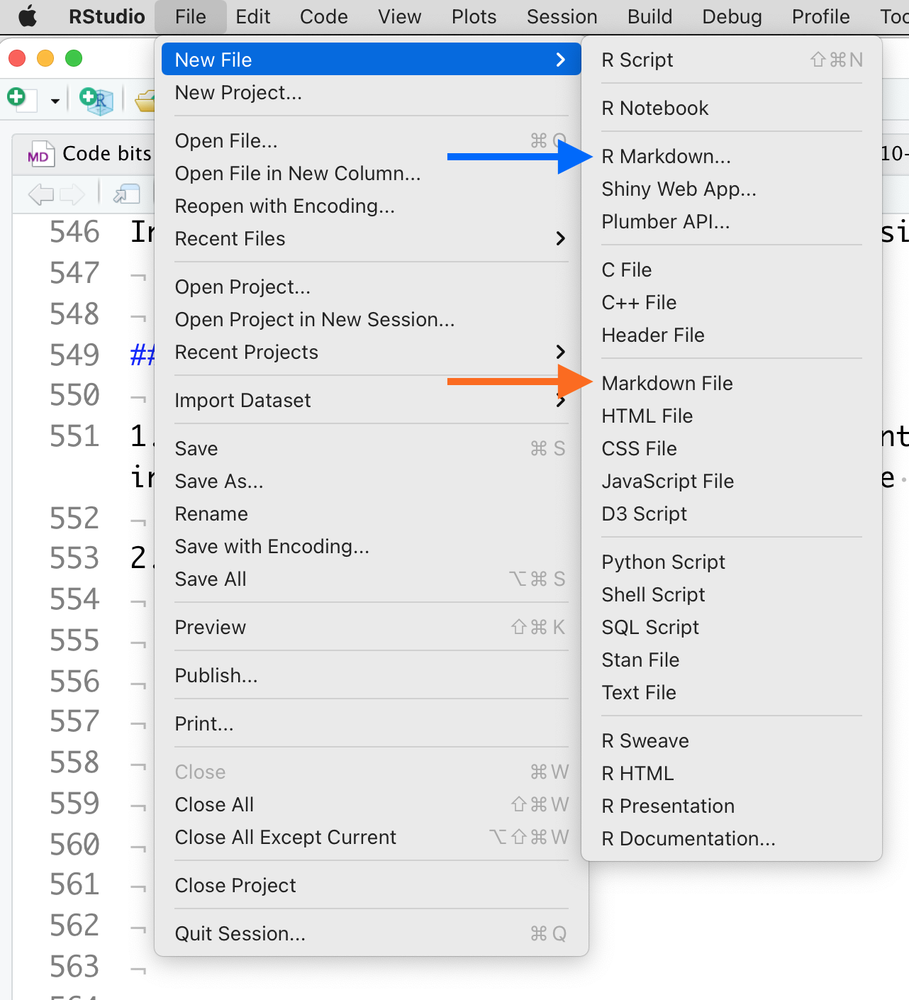 RStudio File Edit Code View Plots Session Build Debug Profile
New File
New Project...
Open File... ⌘
Open File in New Column...
Reopen with Encoding...
Recent Files
Open Project...
Open Project in New Session...
Recent Projects
Import Dataset
Save ⌘ S
Save As...
Rename
Save with Encoding...
Save All ⌥⌘ S
Preview ⇧⌘ K
Publish...
Print...
Close ⌘W
Close All ⇧⌘W
Close All Except Current ⌥⇧⌘W
Close Project
Quit Session... ⌘ Q
R Script ⇧⌘N
R Notebook
R Markdown...
Shiny Web App...
Plumber API...
C File
C++ File
Header File
Markdown File
HTML File
CSS File
JavaScript File
D3 Script
Python Script
Shell Script
SQL Script
Stan File
Text File
R Sweave
R HTML
R Presentation
R Documentation...
R
MD Code bits
10-
546
547 ¬
548 ¬
549 ##
550 ¬
551 1.
552 ¬
553 2.
554 ¬
555 ¬
556 ¬
557 ¬
558 ¬
559 ¬
560 ¬
561 ¬
562 ¬
563 ¬